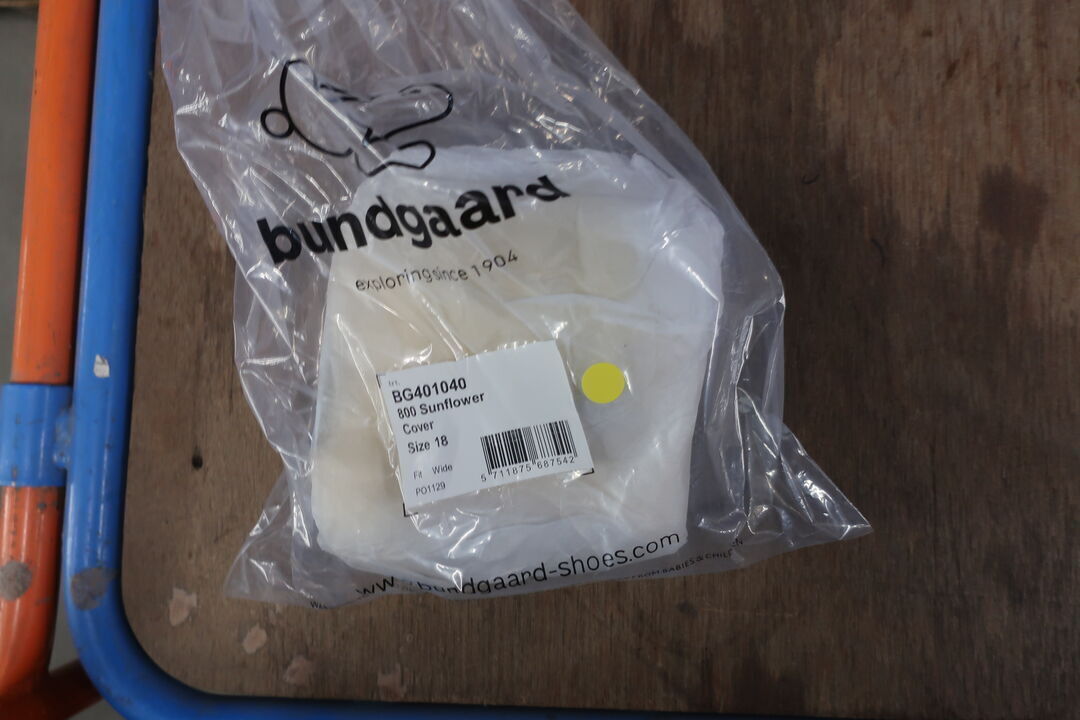 bundgaard
exploring since 1904
BG401040
800 Sunflower
Cover
Size 18
Fit Wide
PO1129
5 711875 687542
bundgaard-shoes.com